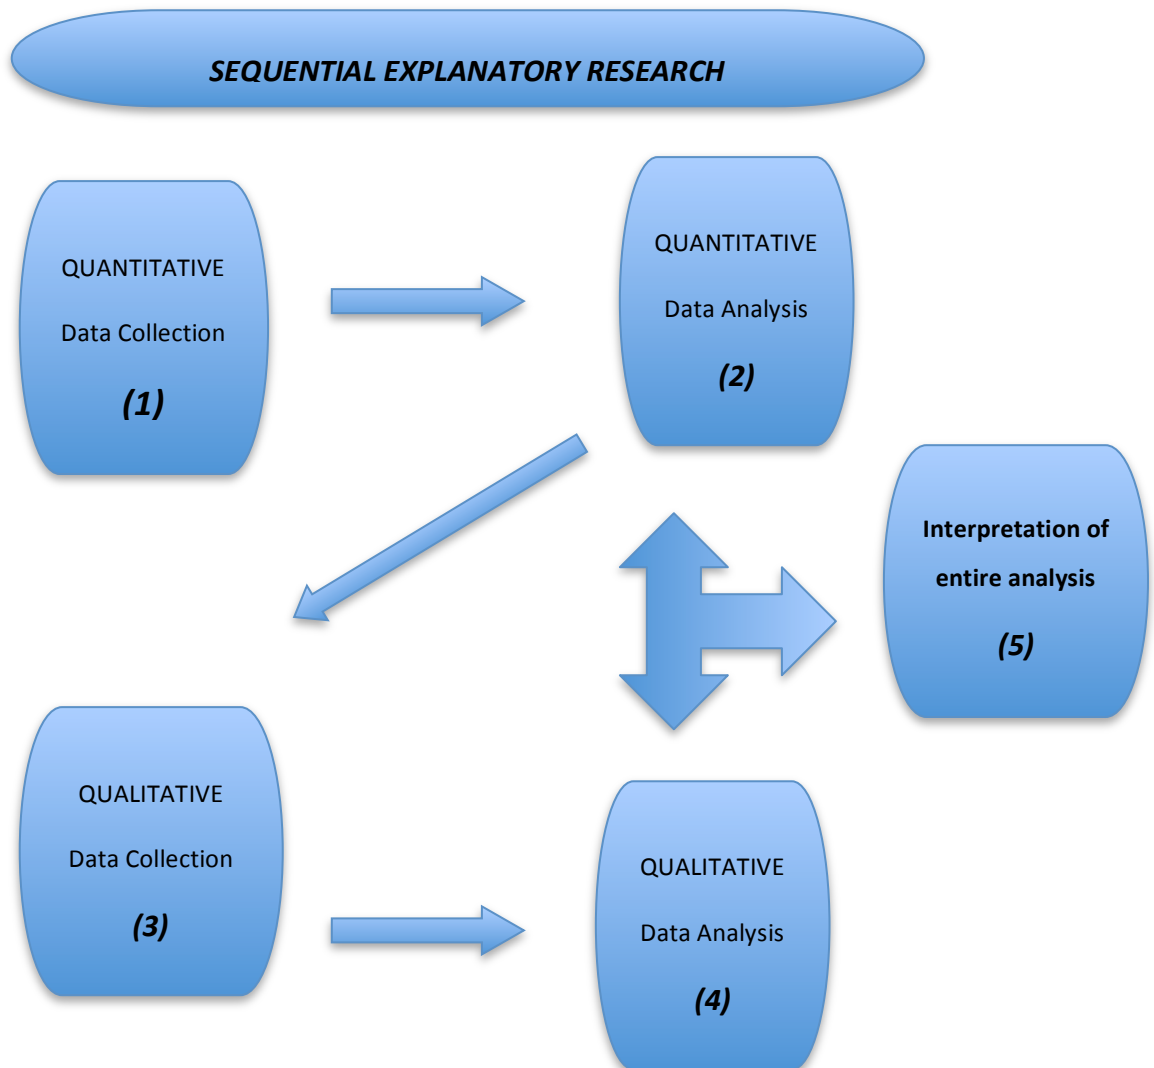 SEQUENTIAL EXPLANATORY RESEARCH
QUANTITATIVE
Data Collection
(1)
QUANTITATIVE
Data Analysis
(2)
QUALITATIVE
Data Collection
(3)
QUALITATIVE
Data Analysis
(4)
Interpretation of
entire analysis
(5)